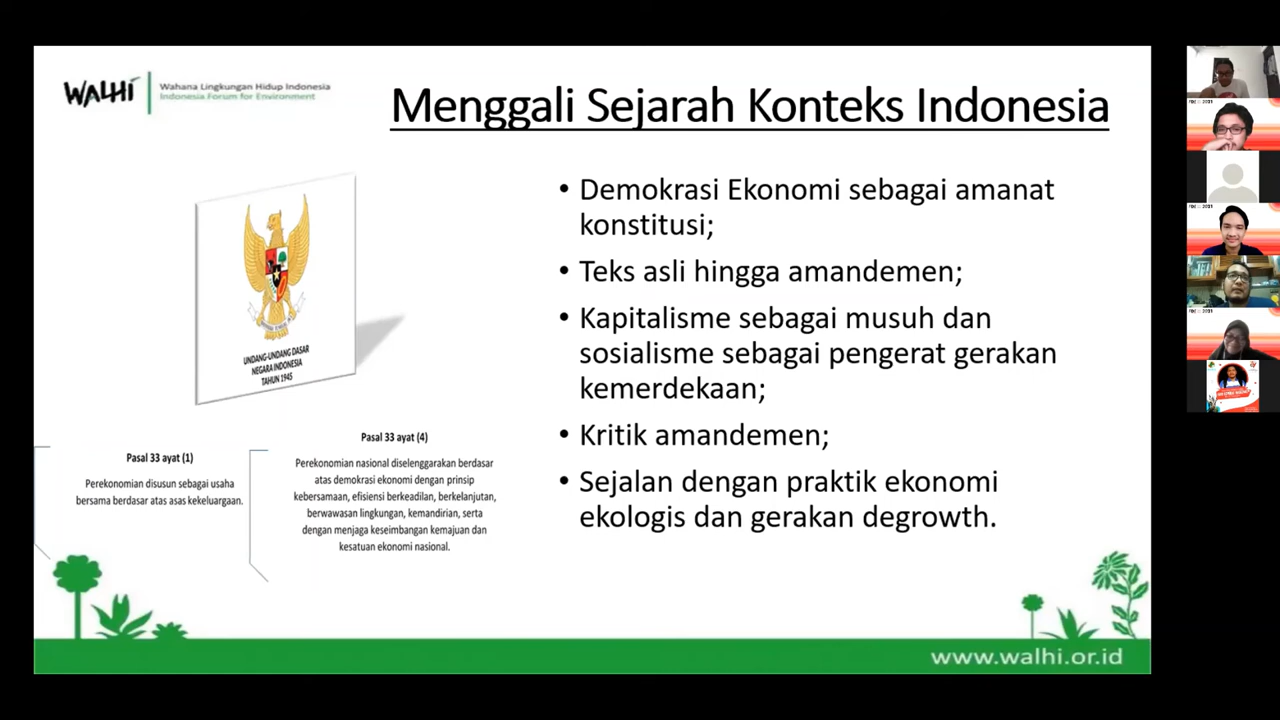 WALHI
Wahana Lingkungan Hidup Indonesia
Indonesia Forum for Environment
Menggali Sejarah Konteks Indonesia
UNDANG-UNDANG DASAR
NEGARA INDONESIA
TAHUN 1945
Pasal 33 ayat (1)
Perekonomian disusun sebagai usaha
bersama berdasar atas asas kekeluargaan.
Pasal 33 ayat (4)
Perekonomian nasional diselenggarakan berdasar
atas demokrasi ekonomi dengan prinsip
kebersamaan, efisiensi berkeadilan, berkelanjutan,
berwawasan lingkungan, kemandirian, serta
dengan menjaga keseimbangan kemajuan dan
kesatuan ekonomi nasional.
• Demokrasi Ekonomi sebagai amanat
konstitusi;
• Teks asli hingga amandemen;
• Kapitalisme sebagai musuh dan
sosialisme sebagai pengerat gerakan
kemerdekaan;
• Kritik amandemen;
• Sejalan dengan praktik ekonomi
ekologis dan gerakan degrowth.
www.walhi.or.id